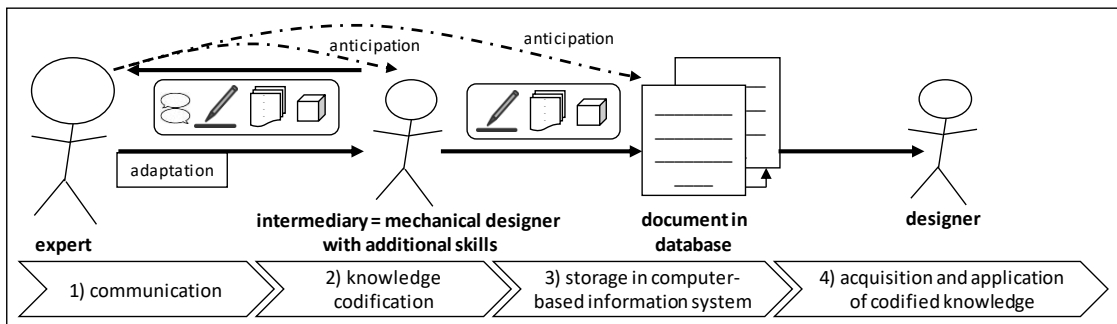 anticipation
anticipation
adaptation
expert
intermediary = mechanical designer
with additional skills
document in
database
designer
1) communication
2) knowledge
codification
3) storage in computer-
based information system
4) acquisition and application
of codified knowledge